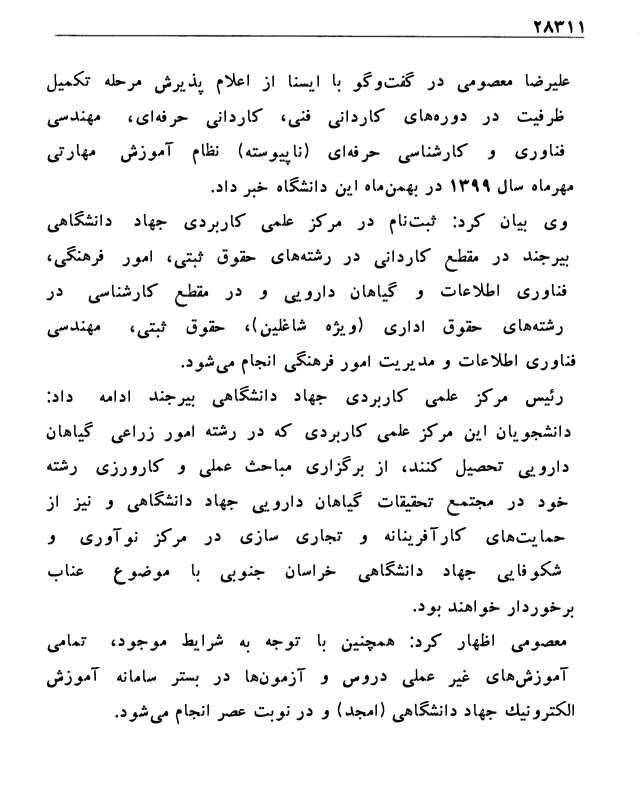 ۲۸۳۱۱
علیرضا معصومی در گفت‌وگو با ایسنا از اعلام پذیرش مرحله تکمیل
ظرفیت در دوره‌های کاردانی فنی، کاردانی حرفه‌ای، مهندسی
فناوری و کارشناسی حرفه‌ای (ناپیوسته) نظام آموزش مهارتی
مهرماه سال ۱۳۹۹ در بهمن‌ماه این دانشگاه خبر داد.
وی بیان کرد: ثبت‌نام در مرکز علمی کاربردی جهاد دانشگاهی
بیرجند در مقطع کاردانی در رشته‌های حقوق ثبتی، امور فرهنگی،
فناوری اطلاعات و گیاهان دارویی و در مقطع کارشناسی در
رشته‌های حقوق اداری (ویژه شاغلین)، حقوق ثبتی، مهندسی
فناوری اطلاعات و مدیریت امور فرهنگی انجام می‌شود.
رئیس مرکز علمی کاربردی جهاد دانشگاهی بیرجند ادامه داد:
دانشجویان این مرکز علمی کاربردی که در رشته امور زراعی گیاهان
دارویی تحصیل کنند، از برگزاری مباحث عملی و کارورزی رشته
خود در مجتمع تحقیقات گیاهان دارویی جهاد دانشگاهی و نیز از
حمایت‌های کارآفرینانه و تجاری سازی در مرکز نوآوری و
شکوفایی جهاد دانشگاهی خراسان جنوبی با موضوع عناب
برخوردار خواهند بود.
معصومی اظهار کرد: همچنین با توجه به شرایط موجود، تمامی
آموزش‌های غیر عملی دروس و آزمون‌ها در بستر سامانه آموزش
الکترونیك جهاد دانشگاهی (امجد) و در نوبت عصر انجام می‌شود.